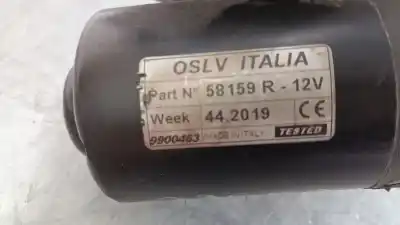 OSLV ITALIA
Part N° 58159 R - 12V
Week 44.2019 CE
9900463 MADE IN ITALY TESTED